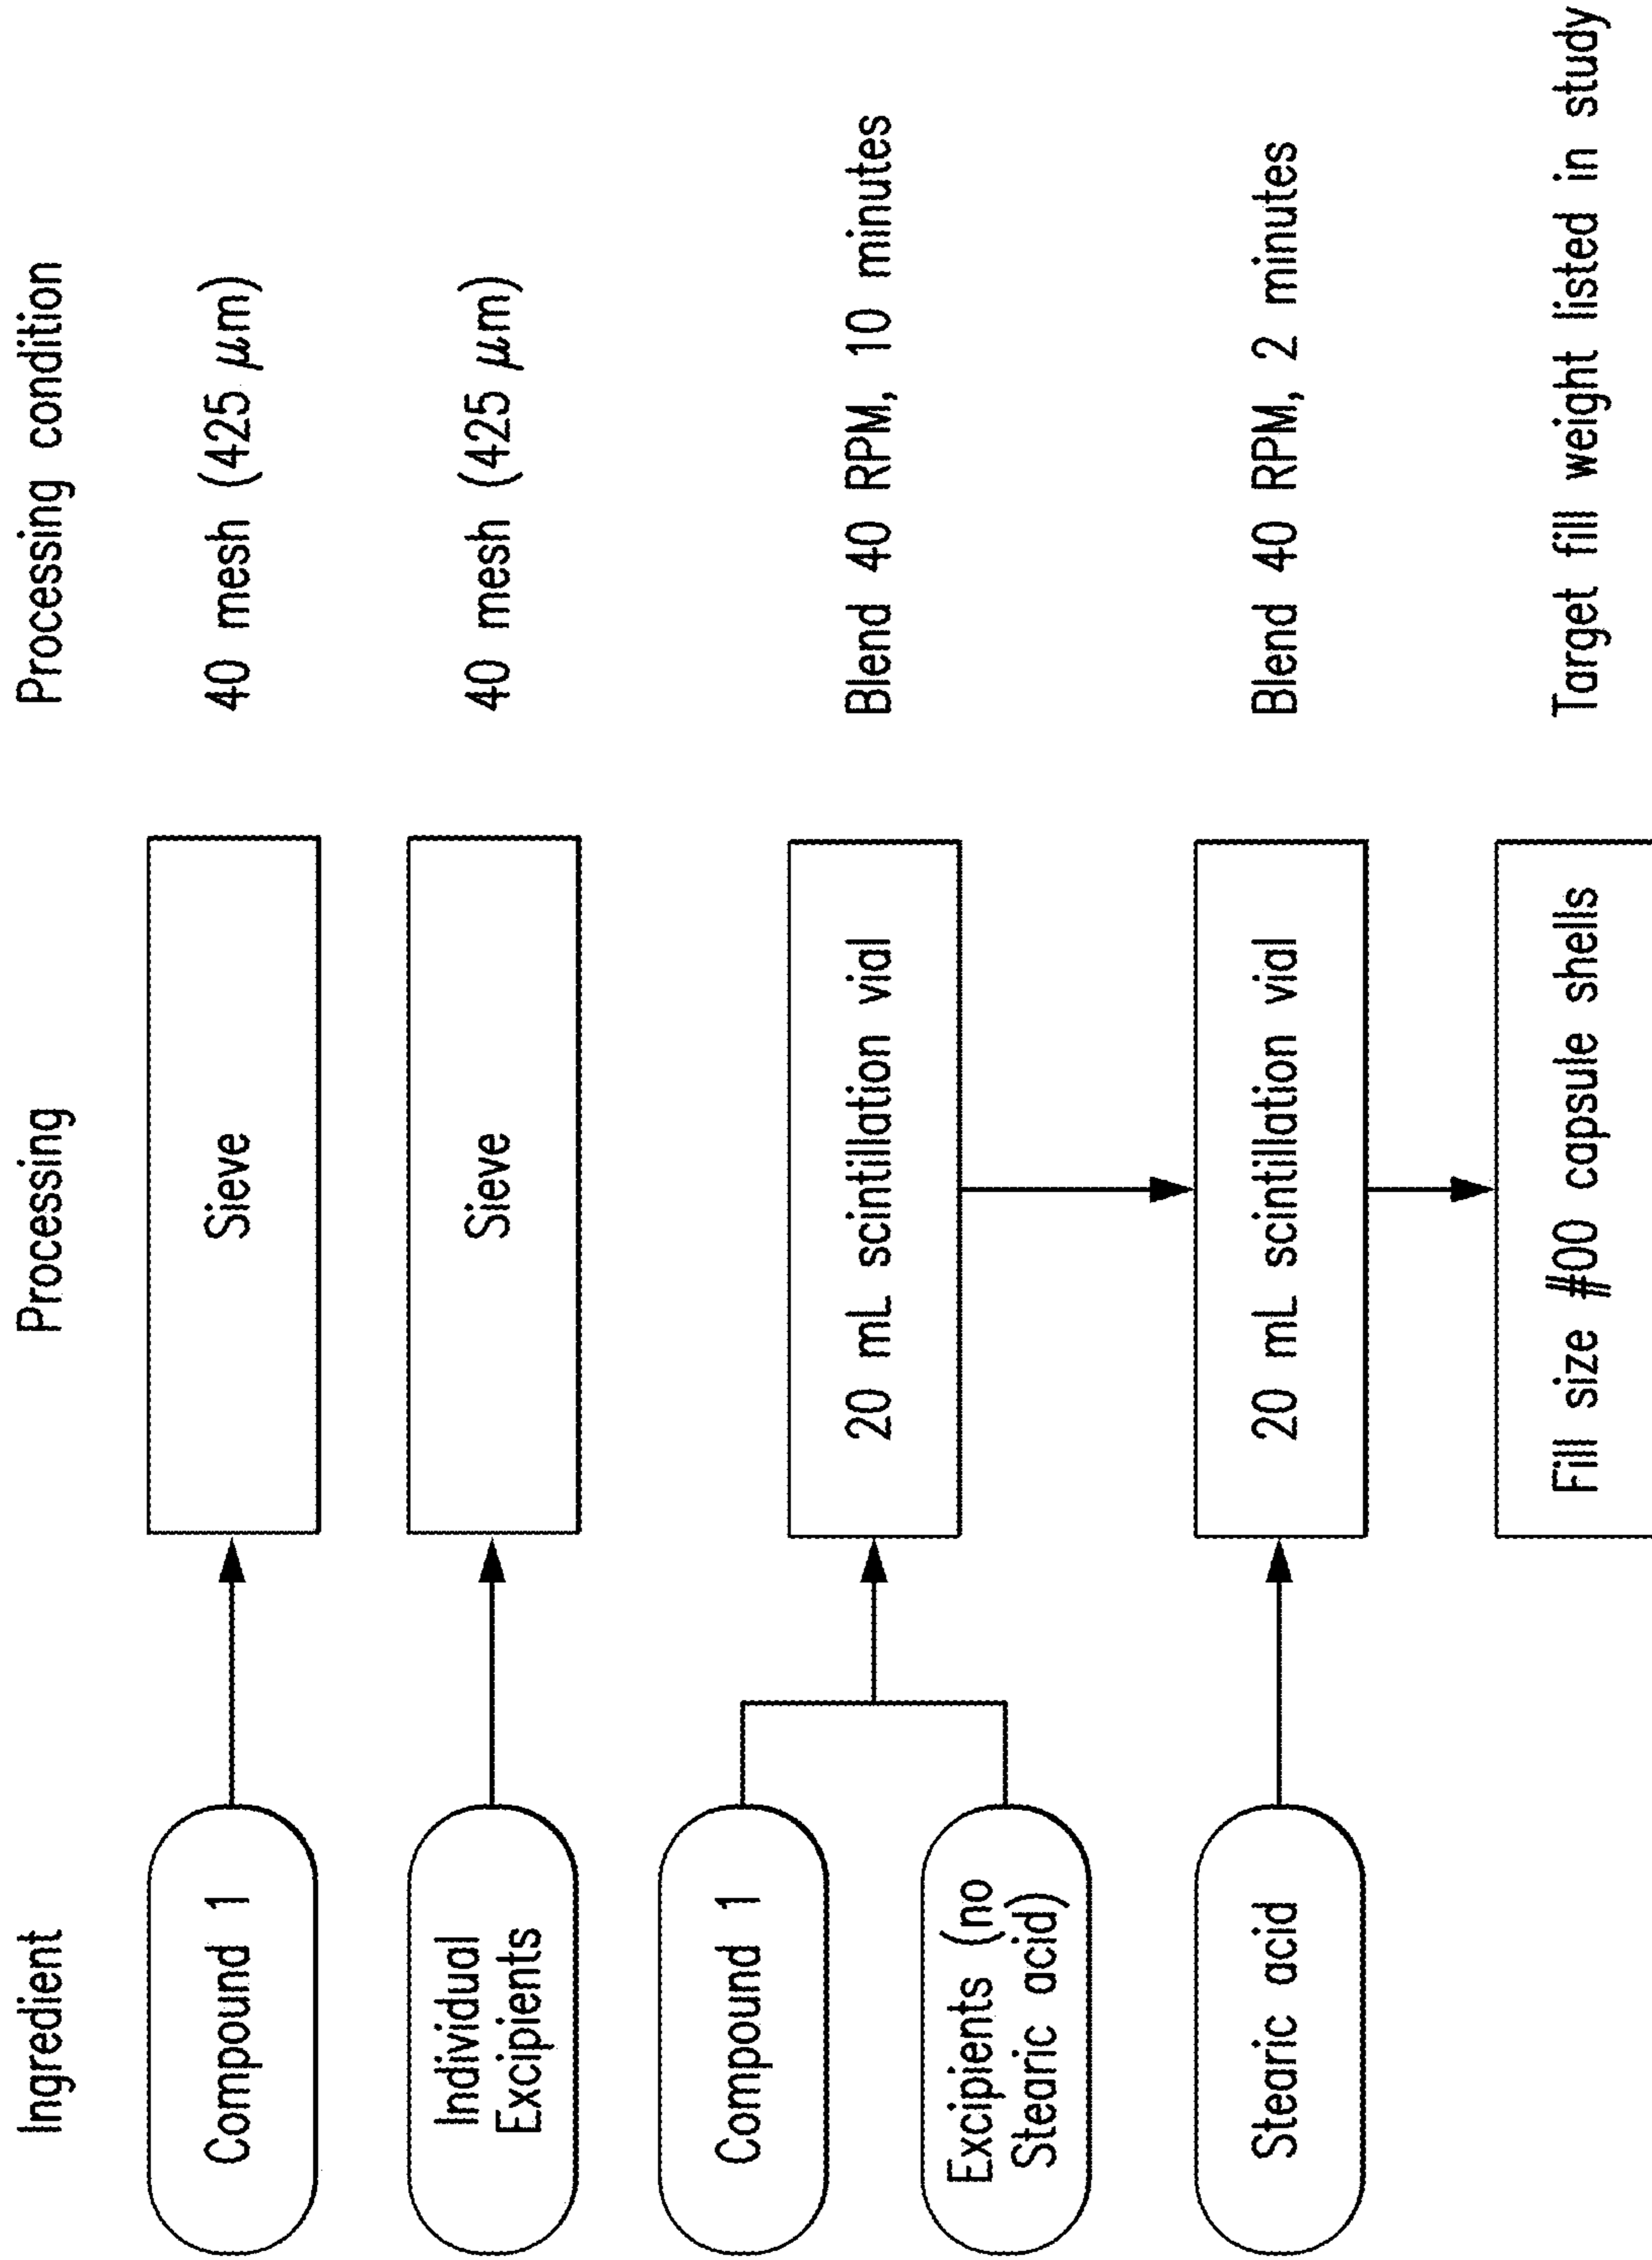 Ingredient
Processing
Processing condition
Compound 1
Sieve
40 mesh (425 μm)
Individual
Excipients
Sieve
40 mesh (425 μm)
Compound 1
Excipients (no
Stearic acid)
20 mL scintillation vial
Blend 40 RPM, 10 minutes
Stearic acid
20 mL scintillation vial
Blend 40 RPM, 2 minutes
Fill size #00 capsule shells
Target fill weight listed in study